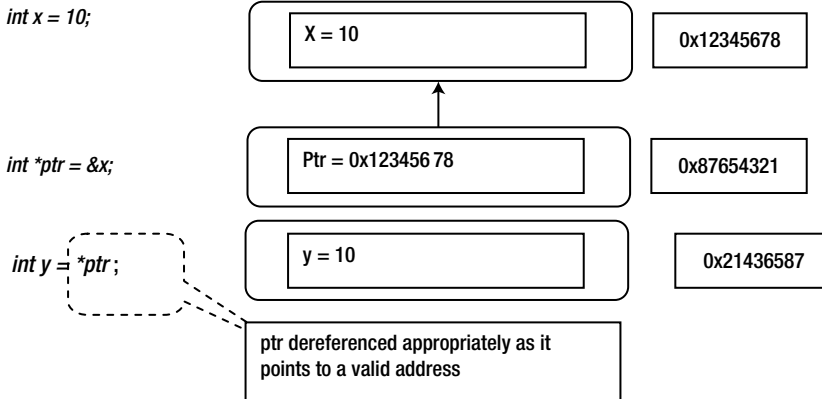 int x = 10;
X = 10
0x12345678
int *ptr = &x;
Ptr = 0x123456 78
0x87654321
int y = *ptr ;
y = 10
0x21436587
ptr dereferenced appropriately as it
points to a valid address